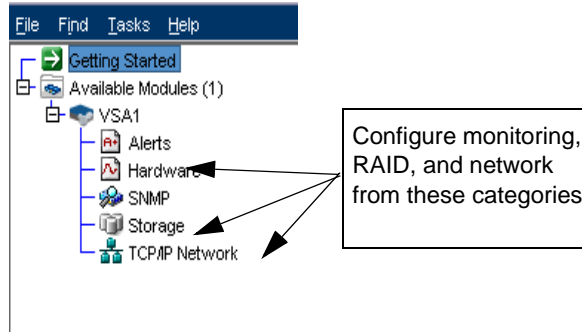 File Find Tasks Help
Getting Started
Available Modules (1)
VSA1
Alerts
Hardware
SNMP
Storage
TCP/IP Network
Configure monitoring,
RAID, and network
from these categories